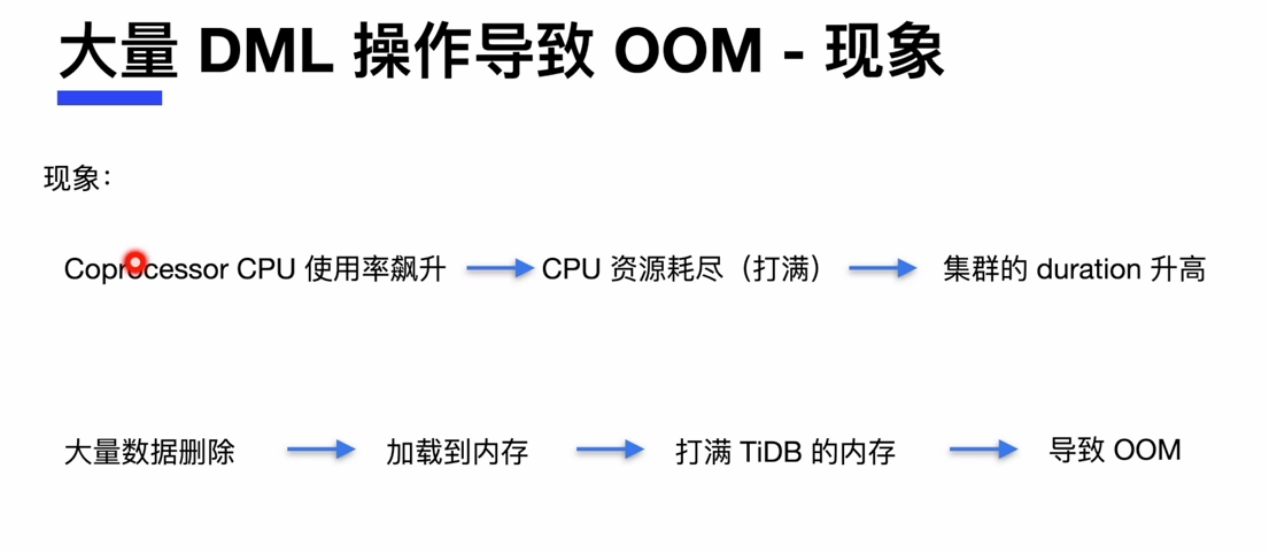 大量 DML 操作导致 OOM - 现象
现象：
Coprocessor CPU 使用率飙升 CPU 资源耗尽（打满） 集群的 duration 升高
大量数据删除 加载到内存 打满 TiDB 的内存 导致 OOM